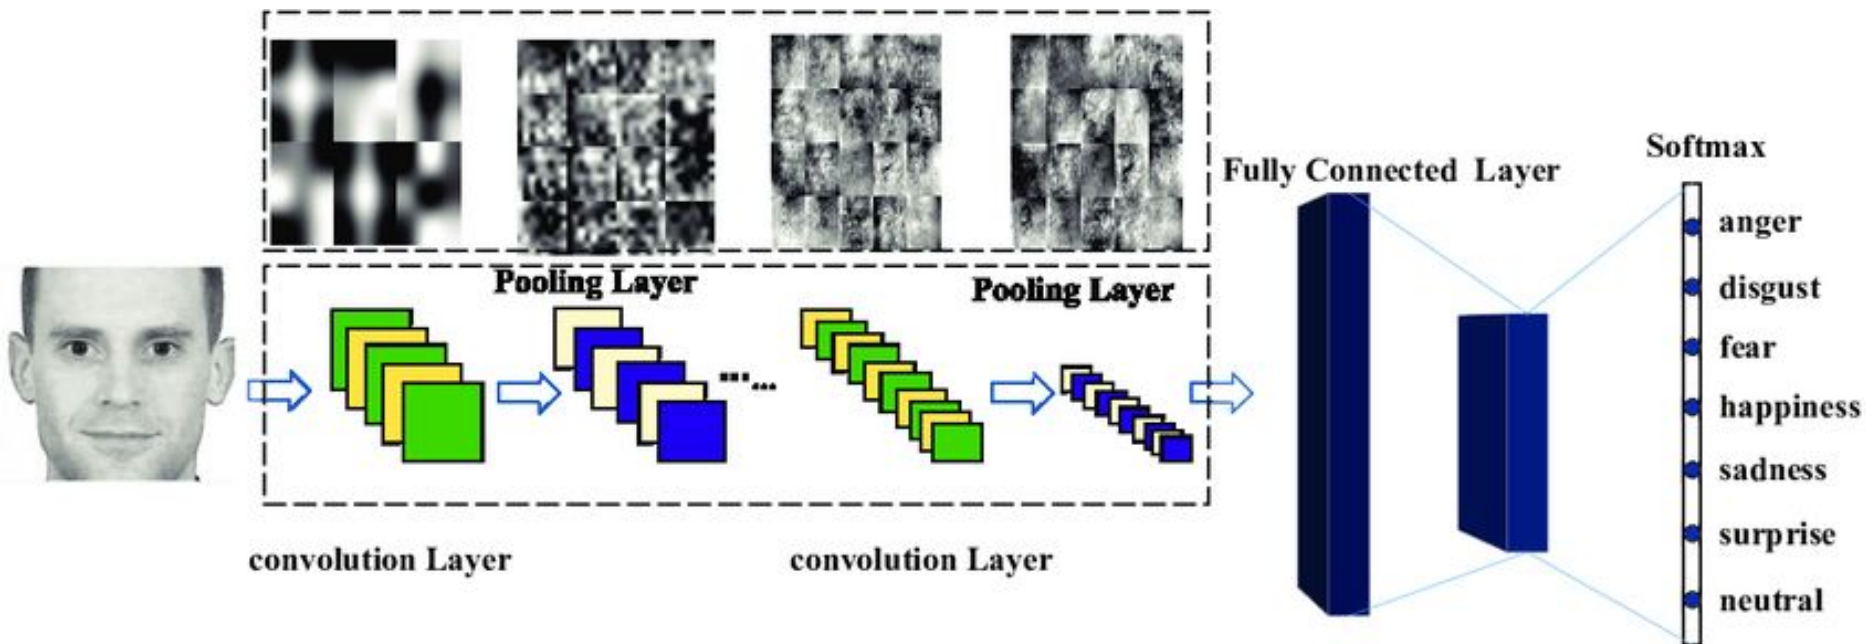 Pooling Layer
Pooling Layer
convolution Layer
convolution Layer
Fully Connected Layer
Softmax
anger
disgust
fear
happiness
sadness
surprise
neutral